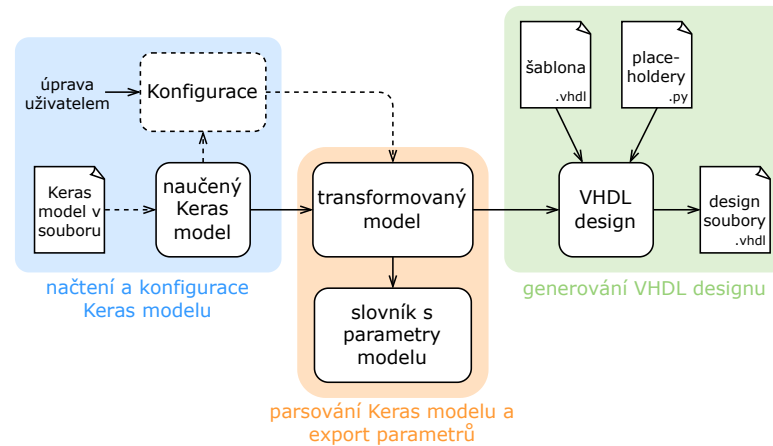 úprava
uživatelem
Konfigurace
Keras
model v
souboru
naučený
Keras
model
načtení a konfigurace
Keras modelu
transformovaný
model
slovník s
parametry
modelu
parsování Keras modelu a
export parametrů
šablona
.vhdl
place-
holdery
.py
VHDL
design
design
soubory
.vhdl
generování VHDL designu